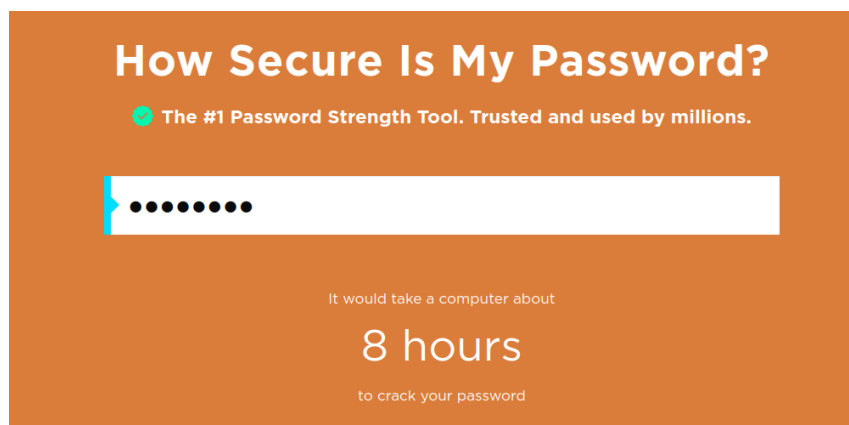 How Secure Is My Password?
The #1 Password Strength Tool. Trusted and used by millions.
••••••••
It would take a computer about
8 hours
to crack your password